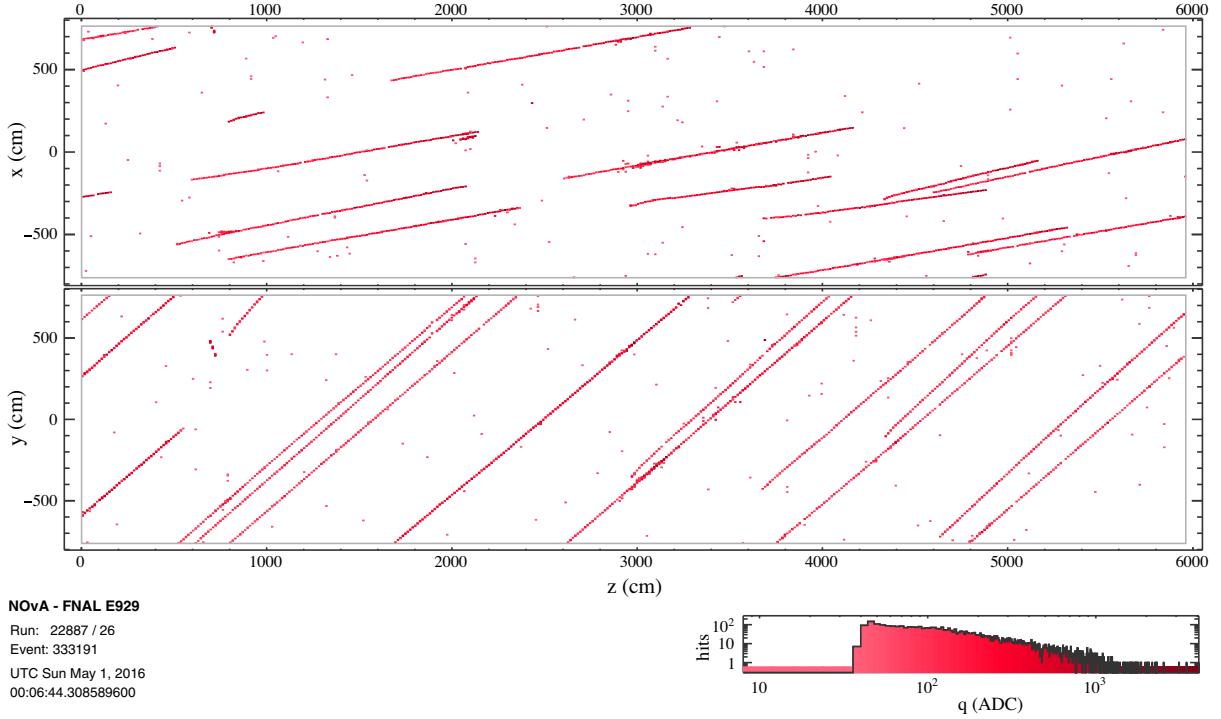 0 1000 2000 3000 4000 5000 6000
x (cm)
500
0
−500
y (cm)
500
0
−500
0 1000 2000 3000 4000 5000 6000
z (cm)
NOvA - FNAL E929
Run: 22887 / 26
Event: 333191
UTC Sun May 1, 2016
00:06:44.308589600
hits
10²
10
1
10 10² 10³
q (ADC)